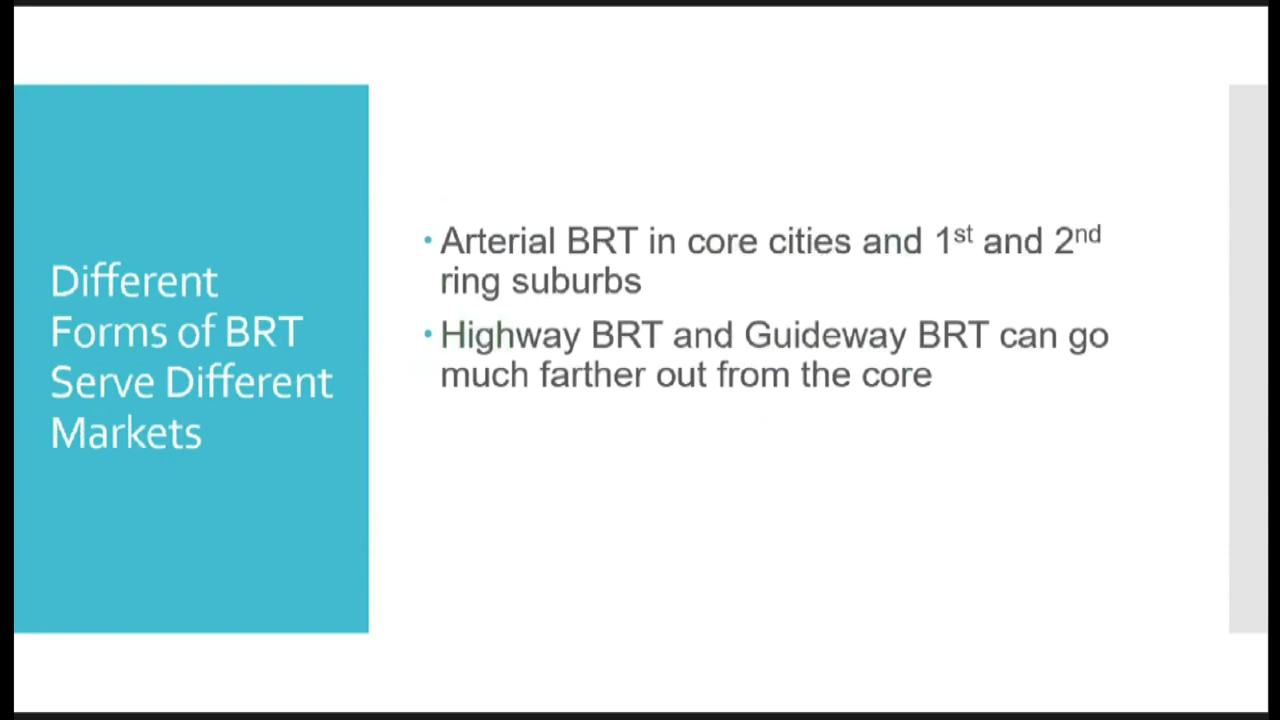 Different
Forms of BRT
Serve Different
Markets
• Arterial BRT in core cities and 1st and 2nd
ring suburbs
• Highway BRT and Guideway BRT can go
much farther out from the core